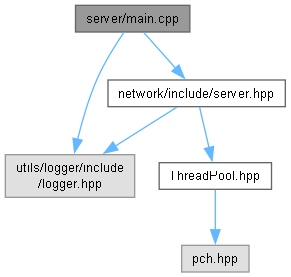 server/main.cpp
network/include/server.hpp
utils/logger/include
/logger.hpp
ThreadPool.hpp
pch.hpp